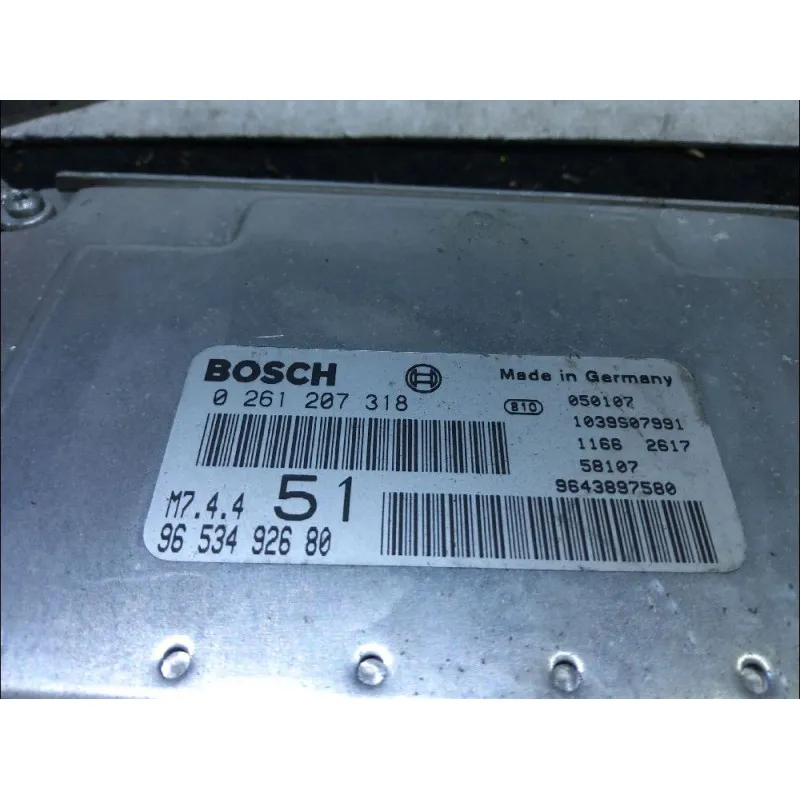 BOSCH Made in Germany
0 261 207 318 B10 050107
1039S07991
1166 2617
58107
M7.4.4 51 9643897580
96 534 926 80